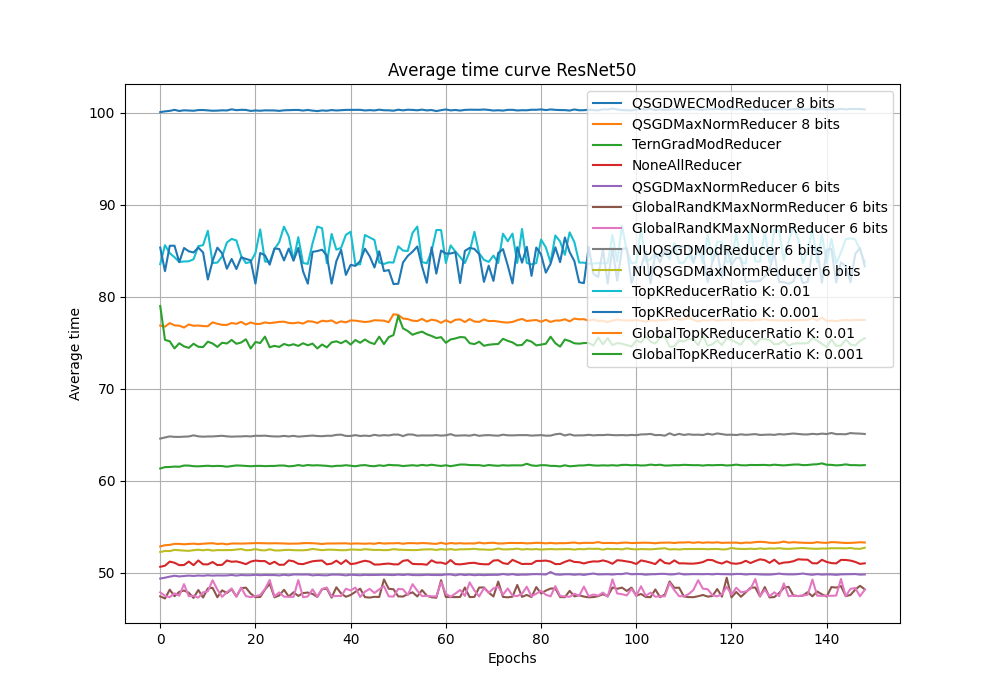 Average time curve ResNet50
100
90
80
70
60
50
Average time
QSGDWECModReducer 8 bits
QSGDMaxNormReducer 8 bits
TernGradModReducer
NoneAllReducer
QSGDMaxNormReducer 6 bits
GlobalRandKMaxNormReducer 6 bits
GlobalRandKMaxNormReducer 6 bits
NUQSGDModReducer 6 bits
NUQSGDMaxNormReducer 6 bits
TopKReducerRatio K: 0.01
TopKReducerRatio K: 0.001
GlobalTopKReducerRatio K: 0.01
GlobalTopKReducerRatio K: 0.001
0 20 40 60 80 100 120 140
Epochs